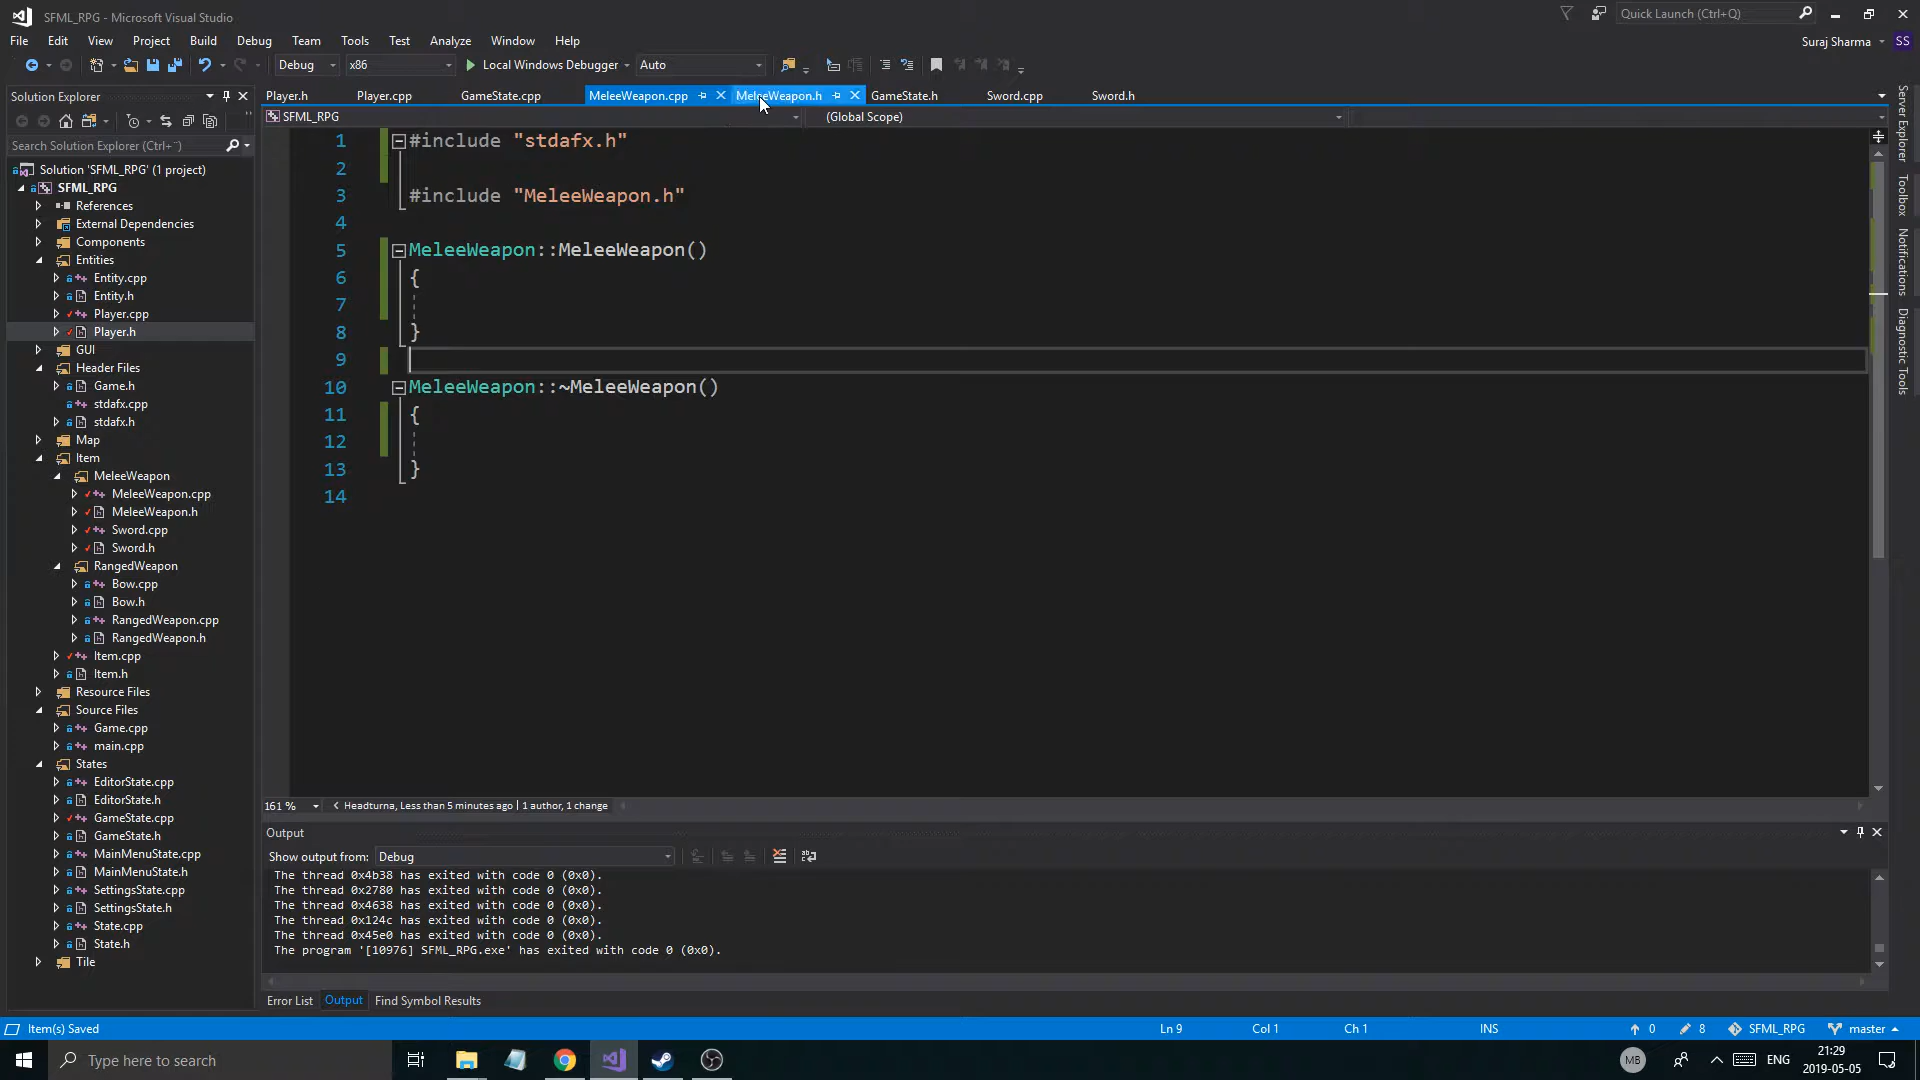 SFML_RPG - Microsoft Visual Studio
Quick Launch (Ctrl+Q)
File Edit View Project Build Debug Team Tools Test Analyze Window Help
Suraj Sharma SS
Debug x86 Local Windows Debugger Auto
Solution Explorer
Player.h Player.cpp GameState.cpp MeleeWeapon.cpp MeleeWeapon.h GameState.h Sword.cpp Sword.h
SFML_RPG (Global Scope)
Search Solution Explorer (Ctrl+¨)
Solution 'SFML_RPG' (1 project)
SFML_RPG
References
External Dependencies
Components
Entities
Entity.cpp
Entity.h
Player.cpp
Player.h
GUI
Header Files
Game.h
stdafx.cpp
stdafx.h
Map
Item
MeleeWeapon
MeleeWeapon.cpp
MeleeWeapon.h
Sword.cpp
Sword.h
RangedWeapon
Bow.cpp
Bow.h
RangedWeapon.cpp
RangedWeapon.h
Item.cpp
Item.h
Resource Files
Source Files
Game.cpp
main.cpp
States
EditorState.cpp
EditorState.h
GameState.cpp
GameState.h
MainMenuState.cpp
MainMenuState.h
SettingsState.cpp
SettingsState.h
State.cpp
State.h
Tile
1 #include "stdafx.h"
2
3 #include "MeleeWeapon.h"
4
5 MeleeWeapon::MeleeWeapon()
6 {
7
8 }
9
10 MeleeWeapon::~MeleeWeapon()
11 {
12
13 }
14
Server Explorer
Toolbox
Notifications
Diagnostic Tools
161 % Headturna, Less than 5 minutes ago | 1 author, 1 change
Output
Show output from: Debug
The thread 0x4b38 has exited with code 0 (0x0).
The thread 0x2780 has exited with code 0 (0x0).
The thread 0x4638 has exited with code 0 (0x0).
The thread 0x124c has exited with code 0 (0x0).
The thread 0x45e0 has exited with code 0 (0x0).
The program '[10976] SFML_RPG.exe' has exited with code 0 (0x0).
Error List Output Find Symbol Results
Item(s) Saved Ln 9 Col 1 Ch 1 INS 0 8 SFML_RPG master
Type here to search
MB ENG
21:29
2019-05-05